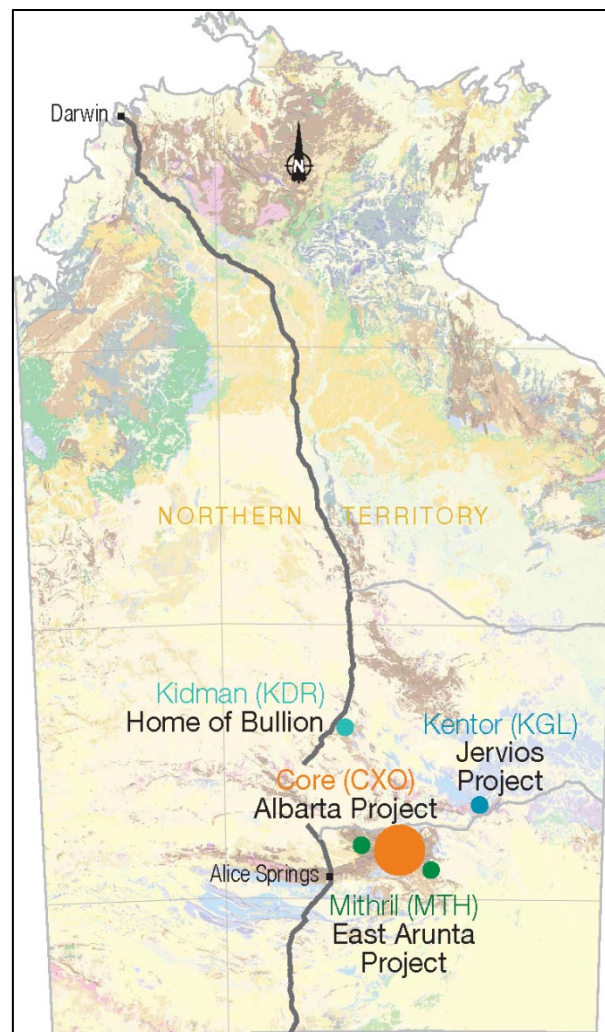 Darwin
N
NORTHERN TERRITORY
Kidman (KDR)
Home of Bullion
Kentor (KGL)
Jervios
Project
Core (CXO)
Albarta Project
Alice Springs
Mithril (MTH)
East Arunta
Project